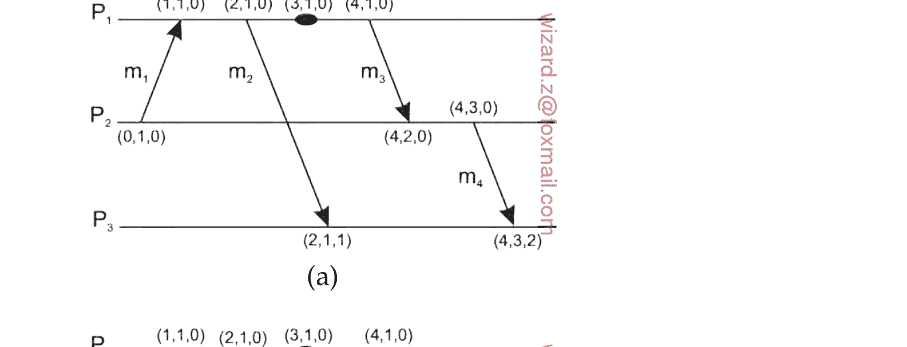 (1,1,0) (2,1,0) (3,1,0) (4,1,0)
P1
m1 m2 m3
(4,3,0)
P2
(0,1,0) (4,2,0)
m4
P3
(2,1,1) (4,3,2)
(a)
(1,1,0) (2,1,0) (3,1,0) (4,1,0)
P
wizard.z@foxmail.com